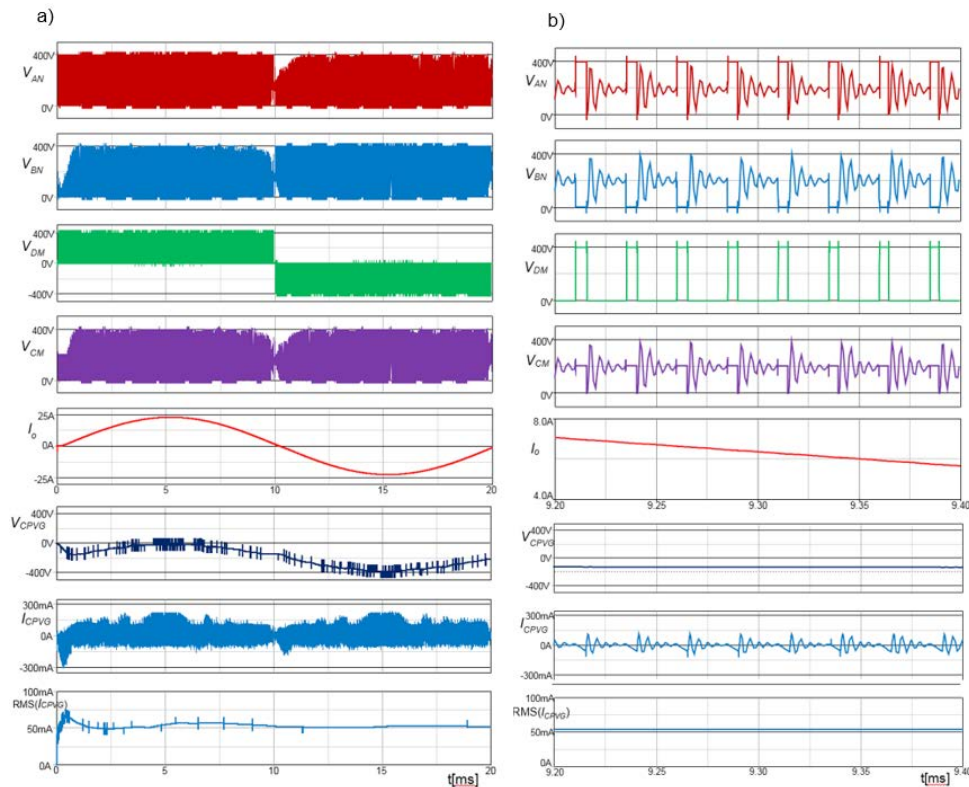 a)
400V
V_AN
0V
400V
V_BN
0V
400V
V_DM
0V
-400V
400V
V_CM
0V
25A
I_o
0A
-25A
0 5 10 15 20
400V
V_CPVG
0V
-400V
300mA
I_CPVG
0A
-300mA
100mA
RMS(I_CPVG)
50mA
0A
0 5 10 15 20
t[ms]
b)
400V
V_AN
0V
400V
V_BN
0V
400V
V_DM
0V
400V
V_CM
0V
8.0A
I_o
4.0A
9.20 9.25 9.30 9.35 9.40
400V
V_CPVG
0V
-400V
300mA
I_CPVG
0A
-300mA
100mA
RMS(I_CPVG)
50mA
0A
9.20 9.25 9.30 9.35 9.40
t[ms]